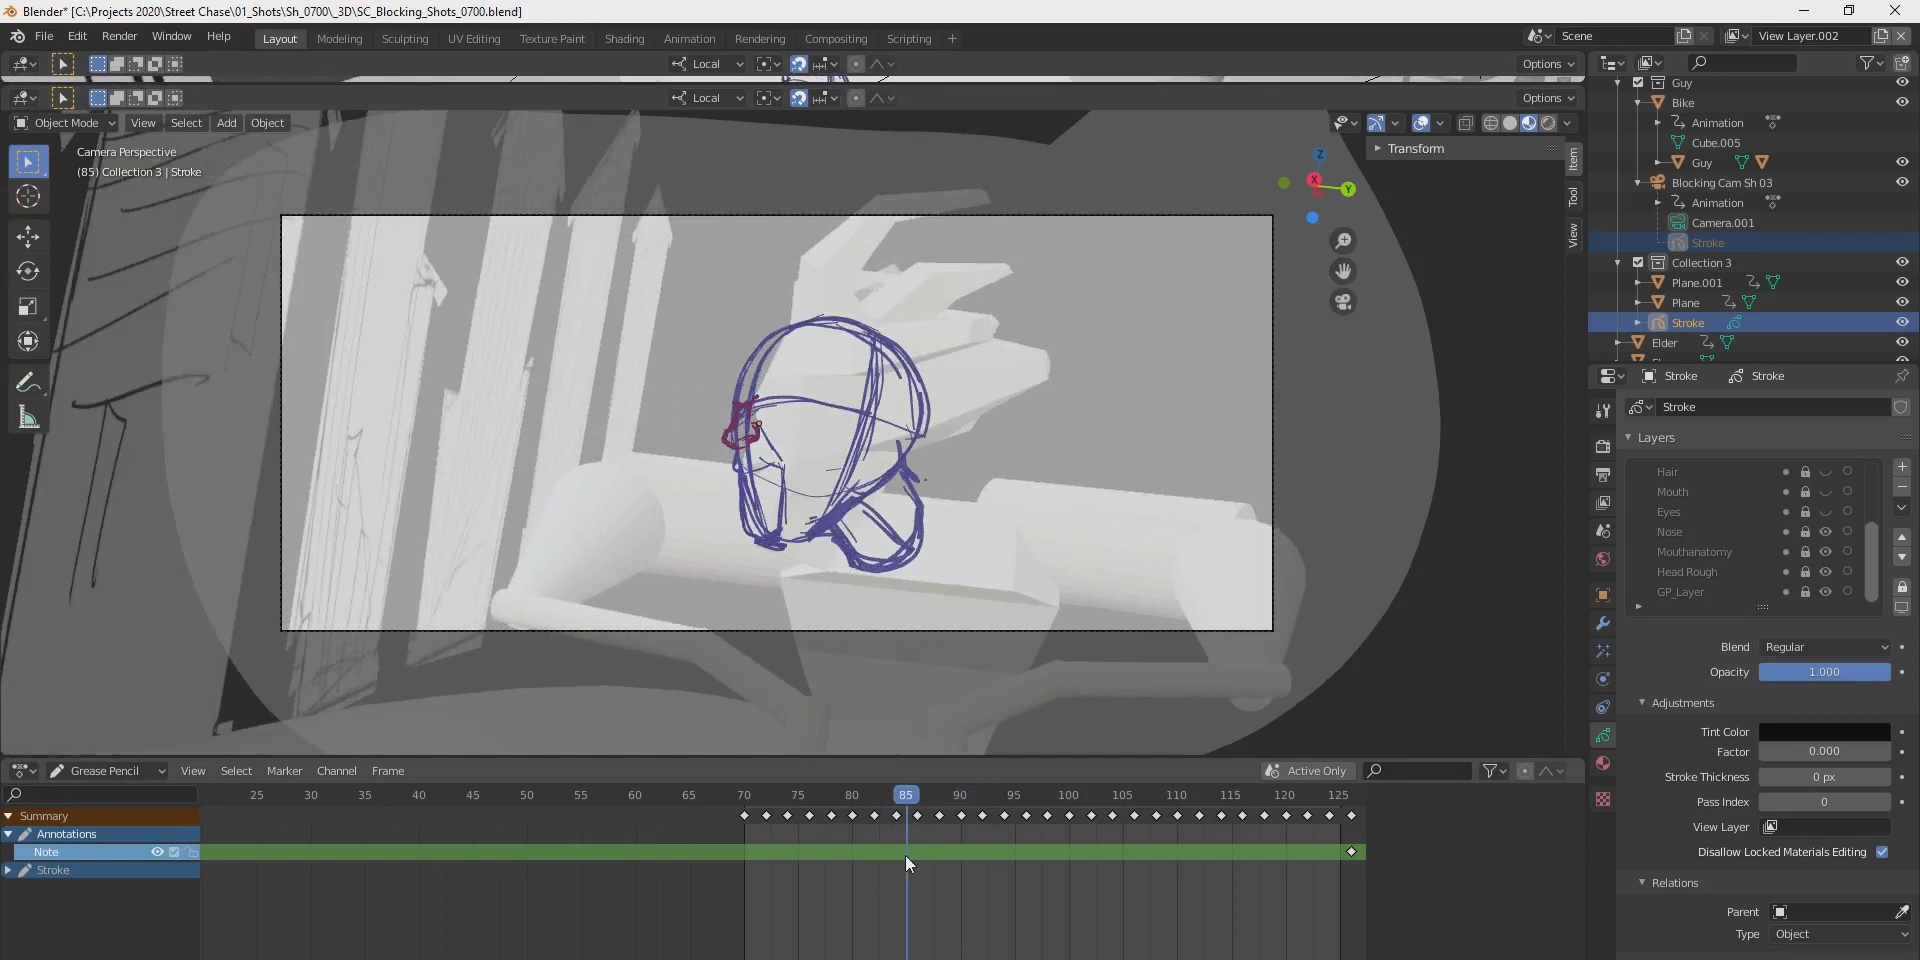 Blender* [C:\Projects 2020\Street Chase\01_Shots\Sh_0700\_3D\SC_Blocking_Shots_0700.blend]
File Edit Render Window Help Layout Modeling Sculpting UV Editing Texture Paint Shading Animation Rendering Compositing Scripting + Scene View Layer.002
Local Options
Local Options
Object Mode View Select Add Object
Camera Perspective
(85) Collection 3 | Stroke
Z
X
Y
Transform
Item
Tool
View
Guy
Bike
Animation
Cube.005
Guy
Blocking Cam Sh 03
Animation
Camera.001
Stroke
Collection 3
Plane.001
Plane
Stroke
Elder
Stroke Stroke
Stroke
Layers
Hair
Mouth
Eyes
Nose
Mouthanatomy
Head Rough
GP_Layer
Blend Regular
Opacity 1.000
Adjustments
Tint Color
Factor 0.000
Stroke Thickness 0 px
Pass Index 0
View Layer
Disallow Locked Materials Editing
Relations
Parent
Type Object
Grease Pencil View Select Marker Channel Frame Active Only
25 30 35 40 45 50 55 60 65 70 75 80 85 90 95 100 105 110 115 120 125
Summary
Annotations
Note
Stroke